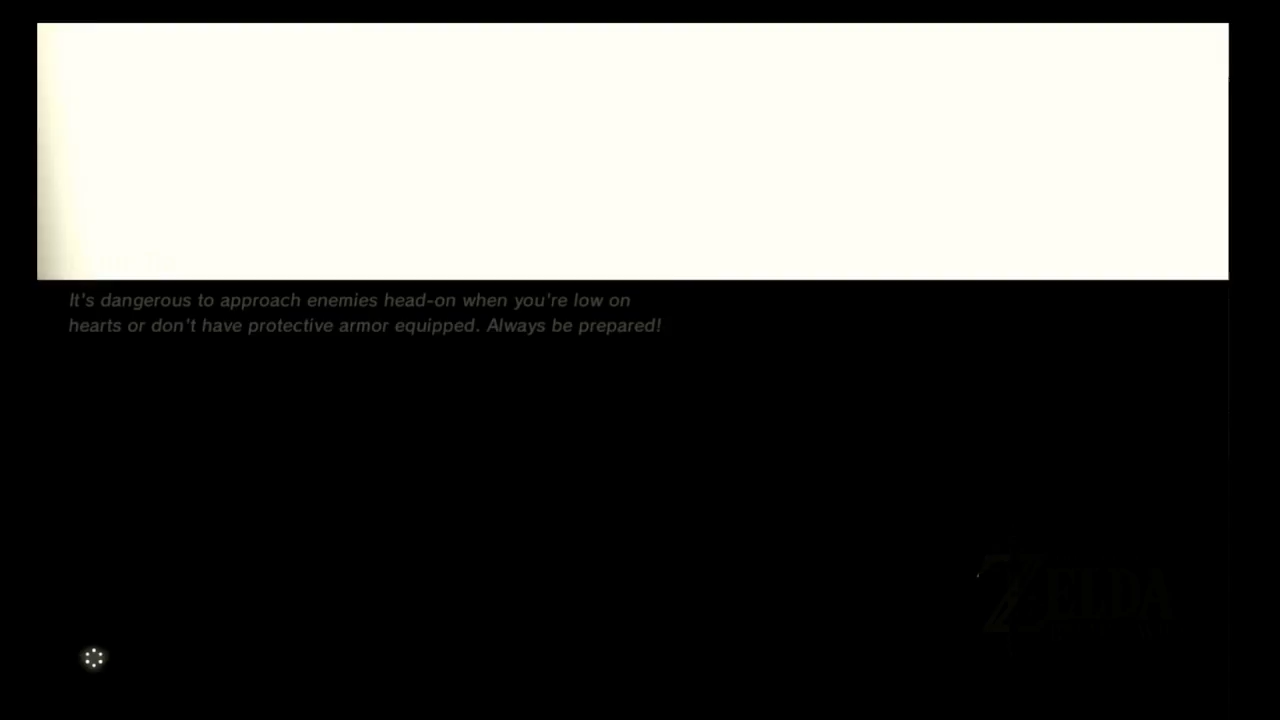 It's dangerous to approach enemies head-on when you're low on
hearts or don't have protective armor equipped. Always be prepared!
ZELDA